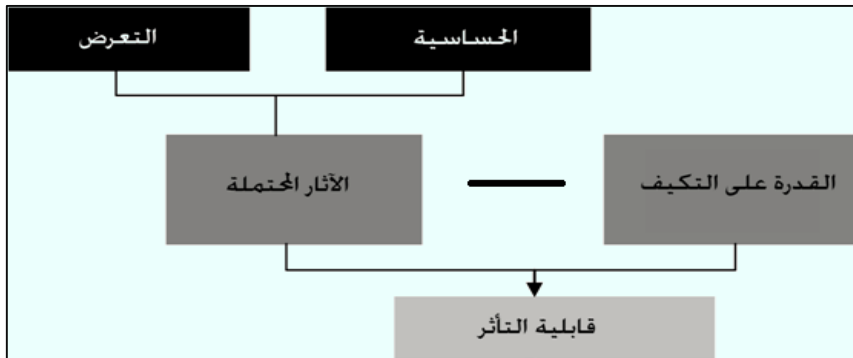 الحساسية
التعرض
القدرة على التكيف
الآثار المحتملة
قابلية التأثر